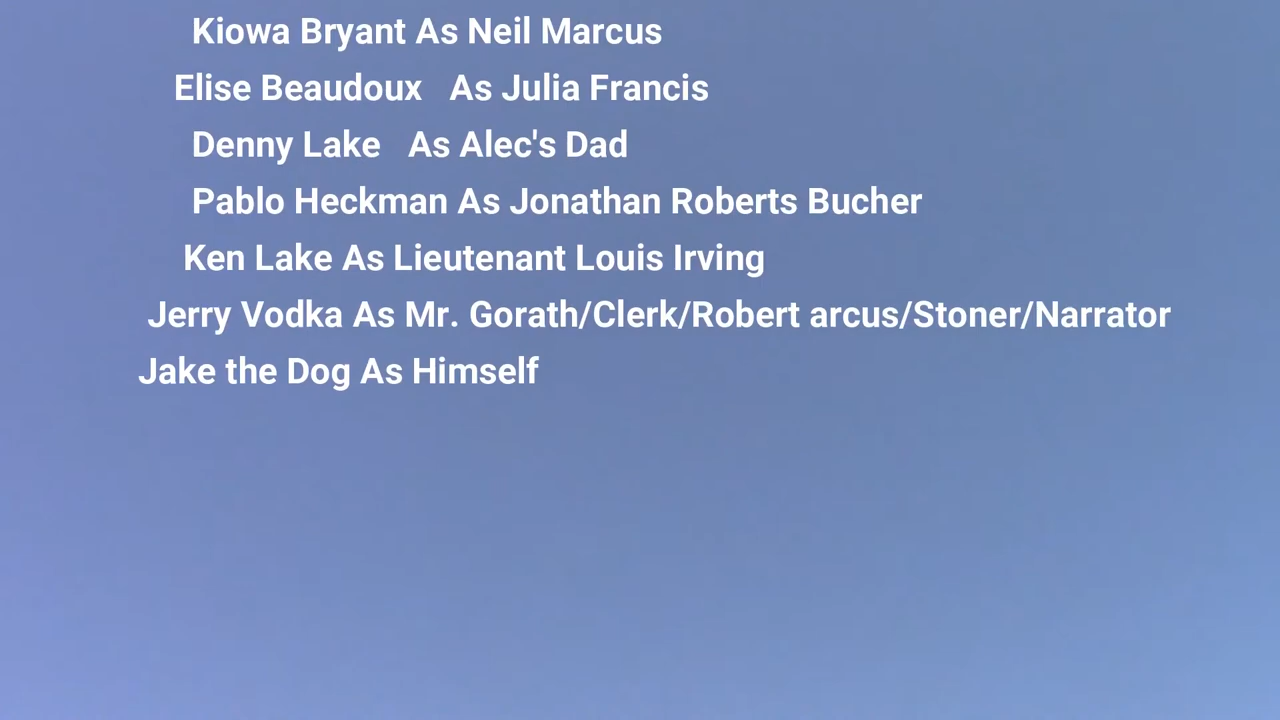 Kiowa Bryant As Neil Marcus
Elise Beaudoux As Julia Francis
Denny Lake As Alec's Dad
Pablo Heckman As Jonathan Roberts Bucher
Ken Lake As Lieutenant Louis Irving
Jerry Vodka As Mr. Gorath/Clerk/Robert arcus/Stoner/Narrator
Jake the Dog As Himself